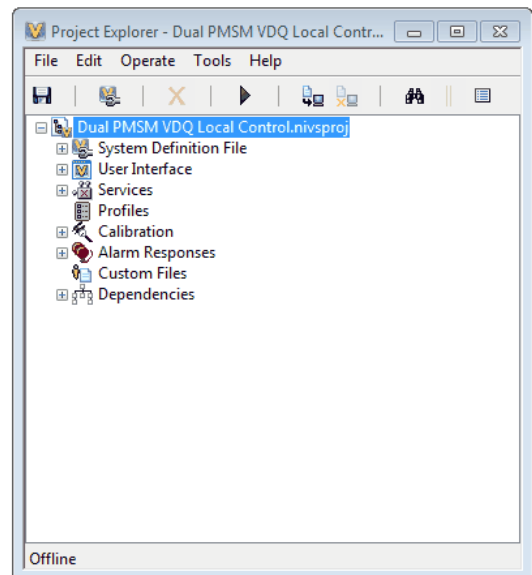 Project Explorer - Dual PMSM VDQ Local Contr...
File Edit Operate Tools Help
Dual PMSM VDQ Local Control.nivsproj
System Definition File
User Interface
Services
Profiles
Calibration
Alarm Responses
Custom Files
Dependencies
Offline